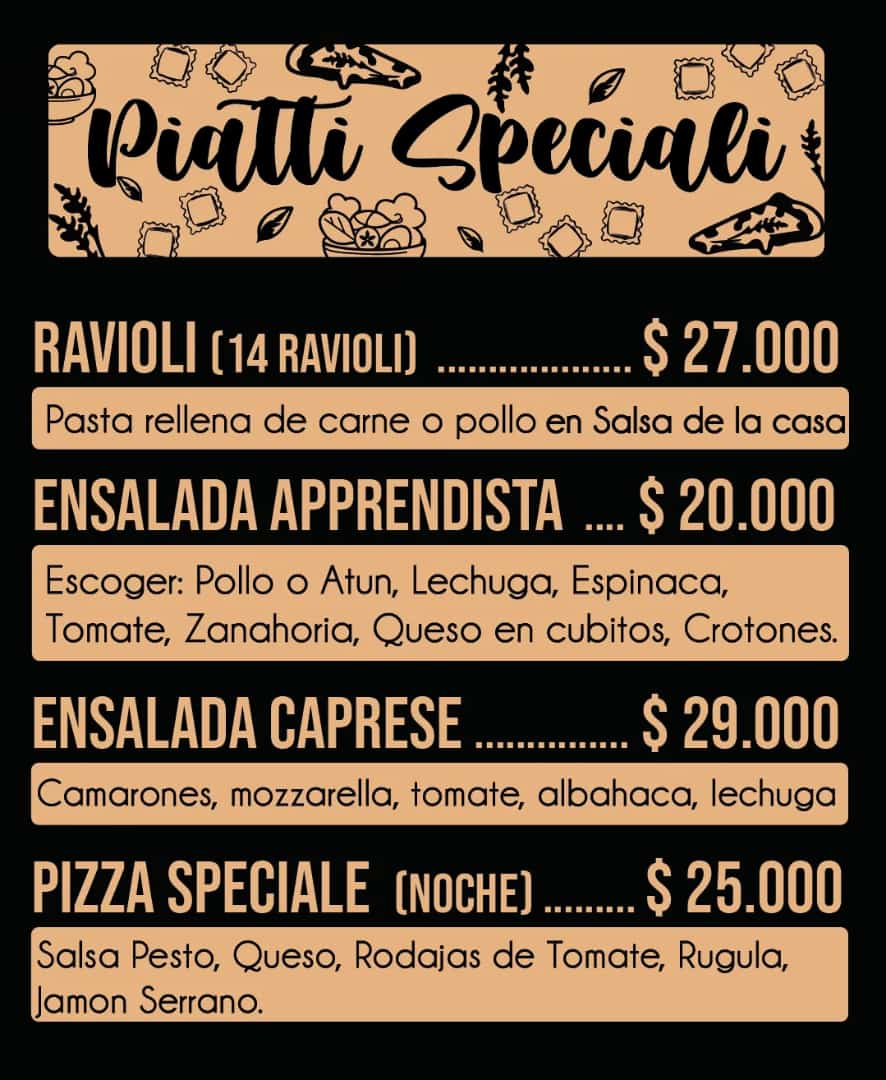 Piatti Speciali
RAVIOLI (14 RAVIOLI) ................... $ 27.000
Pasta rellena de carne o pollo en Salsa de la casa
ENSALADA APPRENDISTA .... $ 20.000
Escoger: Pollo o Atun, Lechuga, Espinaca,
Tomate, Zanahoria, Queso en cubitos, Crotones.
ENSALADA CAPRESE ............... $ 29.000
Camarones, mozzarella, tomate, albahaca, lechuga
PIZZA SPECIALE (NOCHE) ......... $ 25.000
Salsa Pesto, Queso, Rodajas de Tomate, Rugula,
Jamon Serrano.